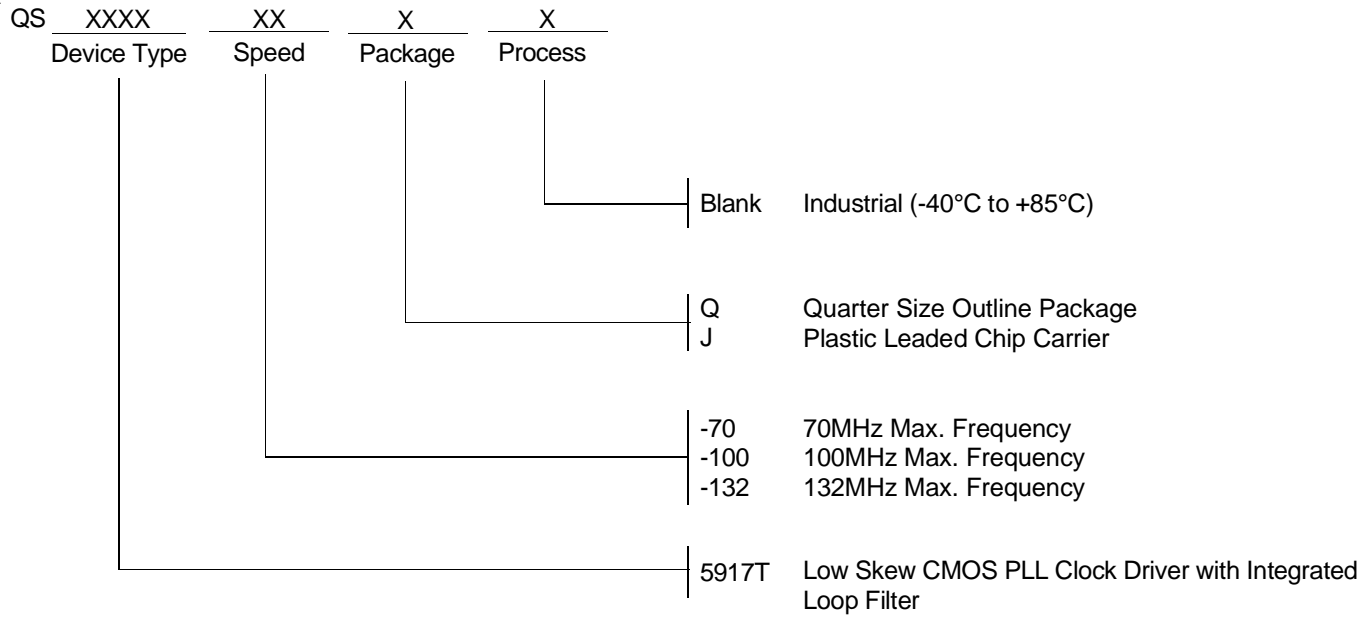 QS XXXX XX X X
Device Type Speed Package Process
Blank Industrial (-40°C to +85°C)
Q Quarter Size Outline Package
J Plastic Leaded Chip Carrier
-70 70MHz Max. Frequency
-100 100MHz Max. Frequency
-132 132MHz Max. Frequency
5917T Low Skew CMOS PLL Clock Driver with Integrated
Loop Filter